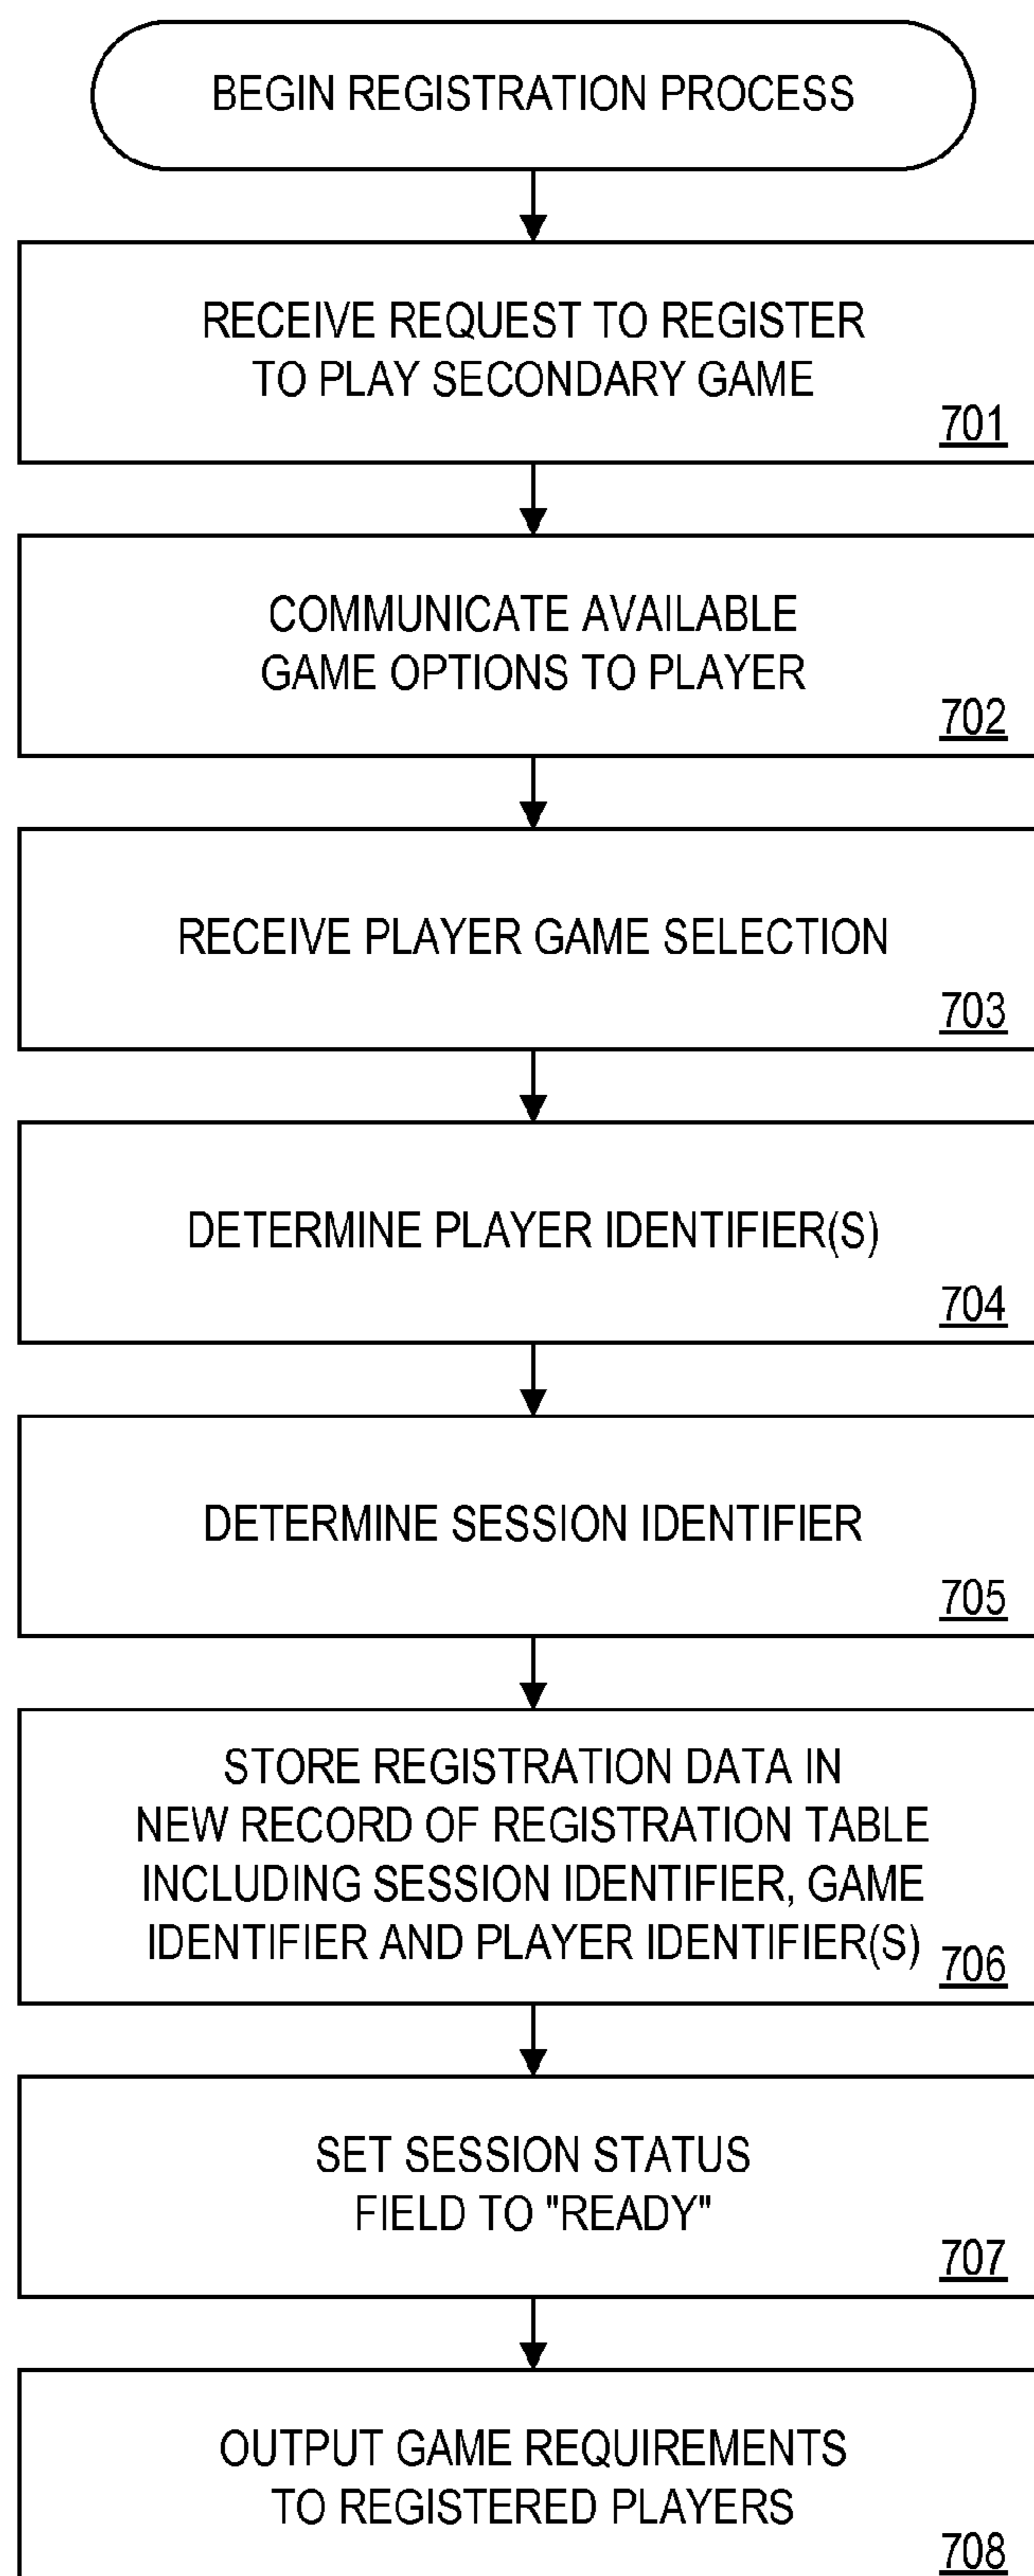 BEGIN REGISTRATION PROCESS
RECEIVE REQUEST TO REGISTER
TO PLAY SECONDARY GAME
701
COMMUNICATE AVAILABLE
GAME OPTIONS TO PLAYER
702
RECEIVE PLAYER GAME SELECTION
703
DETERMINE PLAYER IDENTIFIER(S)
704
DETERMINE SESSION IDENTIFIER
705
STORE REGISTRATION DATA IN
NEW RECORD OF REGISTRATION TABLE
INCLUDING SESSION IDENTIFIER, GAME
IDENTIFIER AND PLAYER IDENTIFIER(S)
706
SET SESSION STATUS
FIELD TO "READY"
707
OUTPUT GAME REQUIREMENTS
TO REGISTERED PLAYERS
708